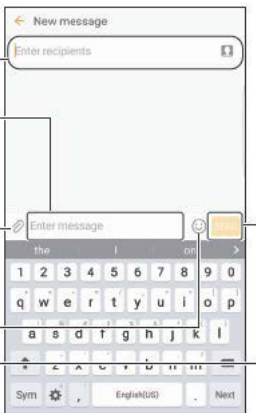 New message
Enter recipients
Enter message
SEND
the I on
1 2 3 4 5 6 7 8 9 0
q w e r t y u i o p
a s d f g h j k l
z x c v b n m
Sym , English(US) . Next